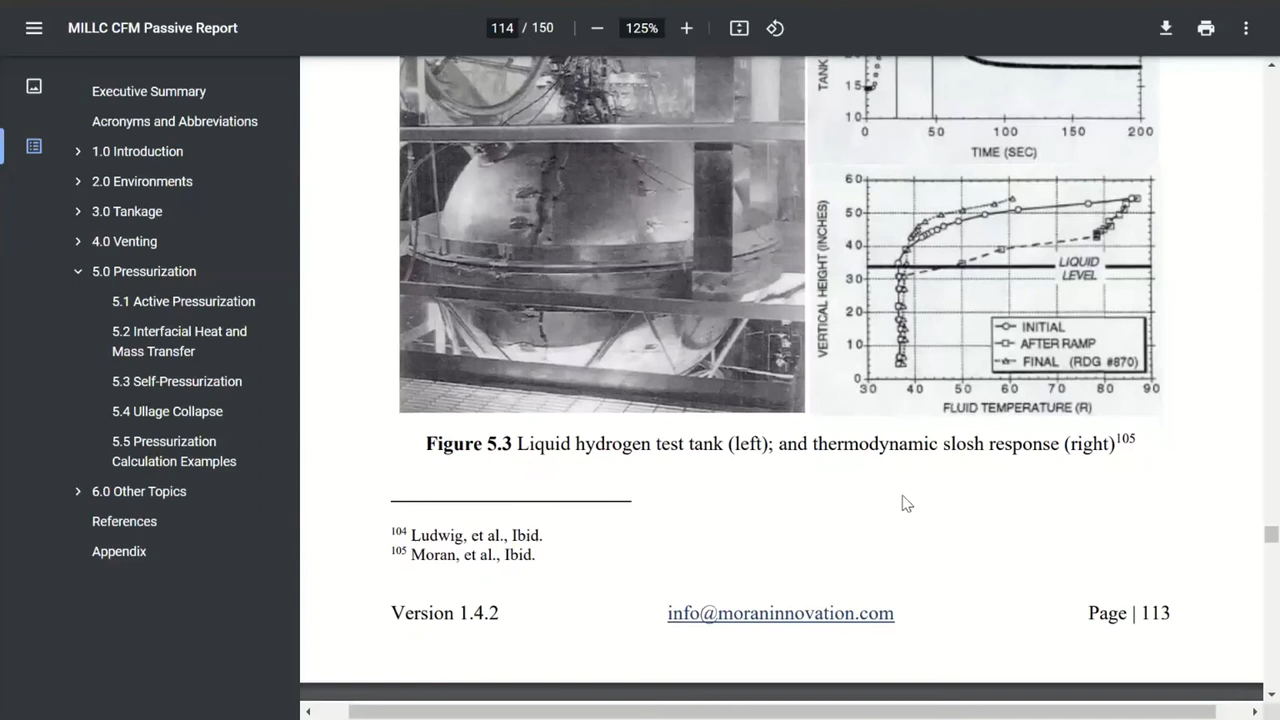 MILLC CFM Passive Report
114 / 150
125%
Executive Summary
Acronyms and Abbreviations
1.0 Introduction
2.0 Environments
3.0 Tankage
4.0 Venting
5.0 Pressurization
5.1 Active Pressurization
5.2 Interfacial Heat and
Mass Transfer
5.3 Self-Pressurization
5.4 Ullage Collapse
5.5 Pressurization
Calculation Examples
6.0 Other Topics
References
Appendix
TANK
15
10
0 50 100 150 200
TIME (SEC)
VERTICAL HEIGHT (INCHES)
60
50
40
30
20
10
0
LIQUID
LEVEL
INITIAL
AFTER RAMP
FINAL (RDG #870)
30 40 50 60 70 80 90
FLUID TEMPERATURE (R)
Figure 5.3 Liquid hydrogen test tank (left); and thermodynamic slosh response (right)105
104 Ludwig, et al., Ibid.
105 Moran, et al., Ibid.
Version 1.4.2
info@moraninnovation.com
Page | 113